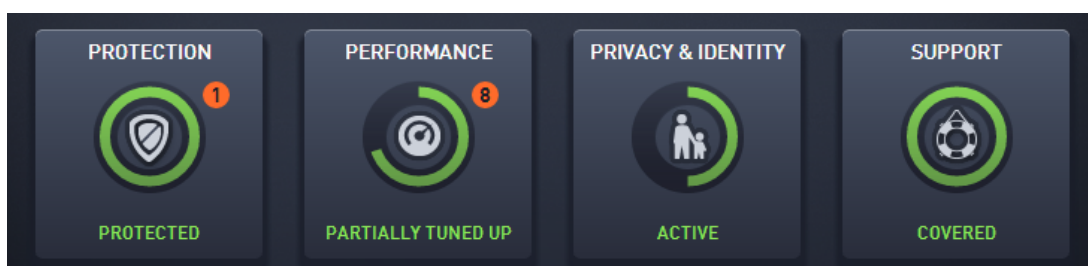 PROTECTION
1
PROTECTED
PERFORMANCE
8
PARTIALLY TUNED UP
PRIVACY & IDENTITY
ACTIVE
SUPPORT
COVERED